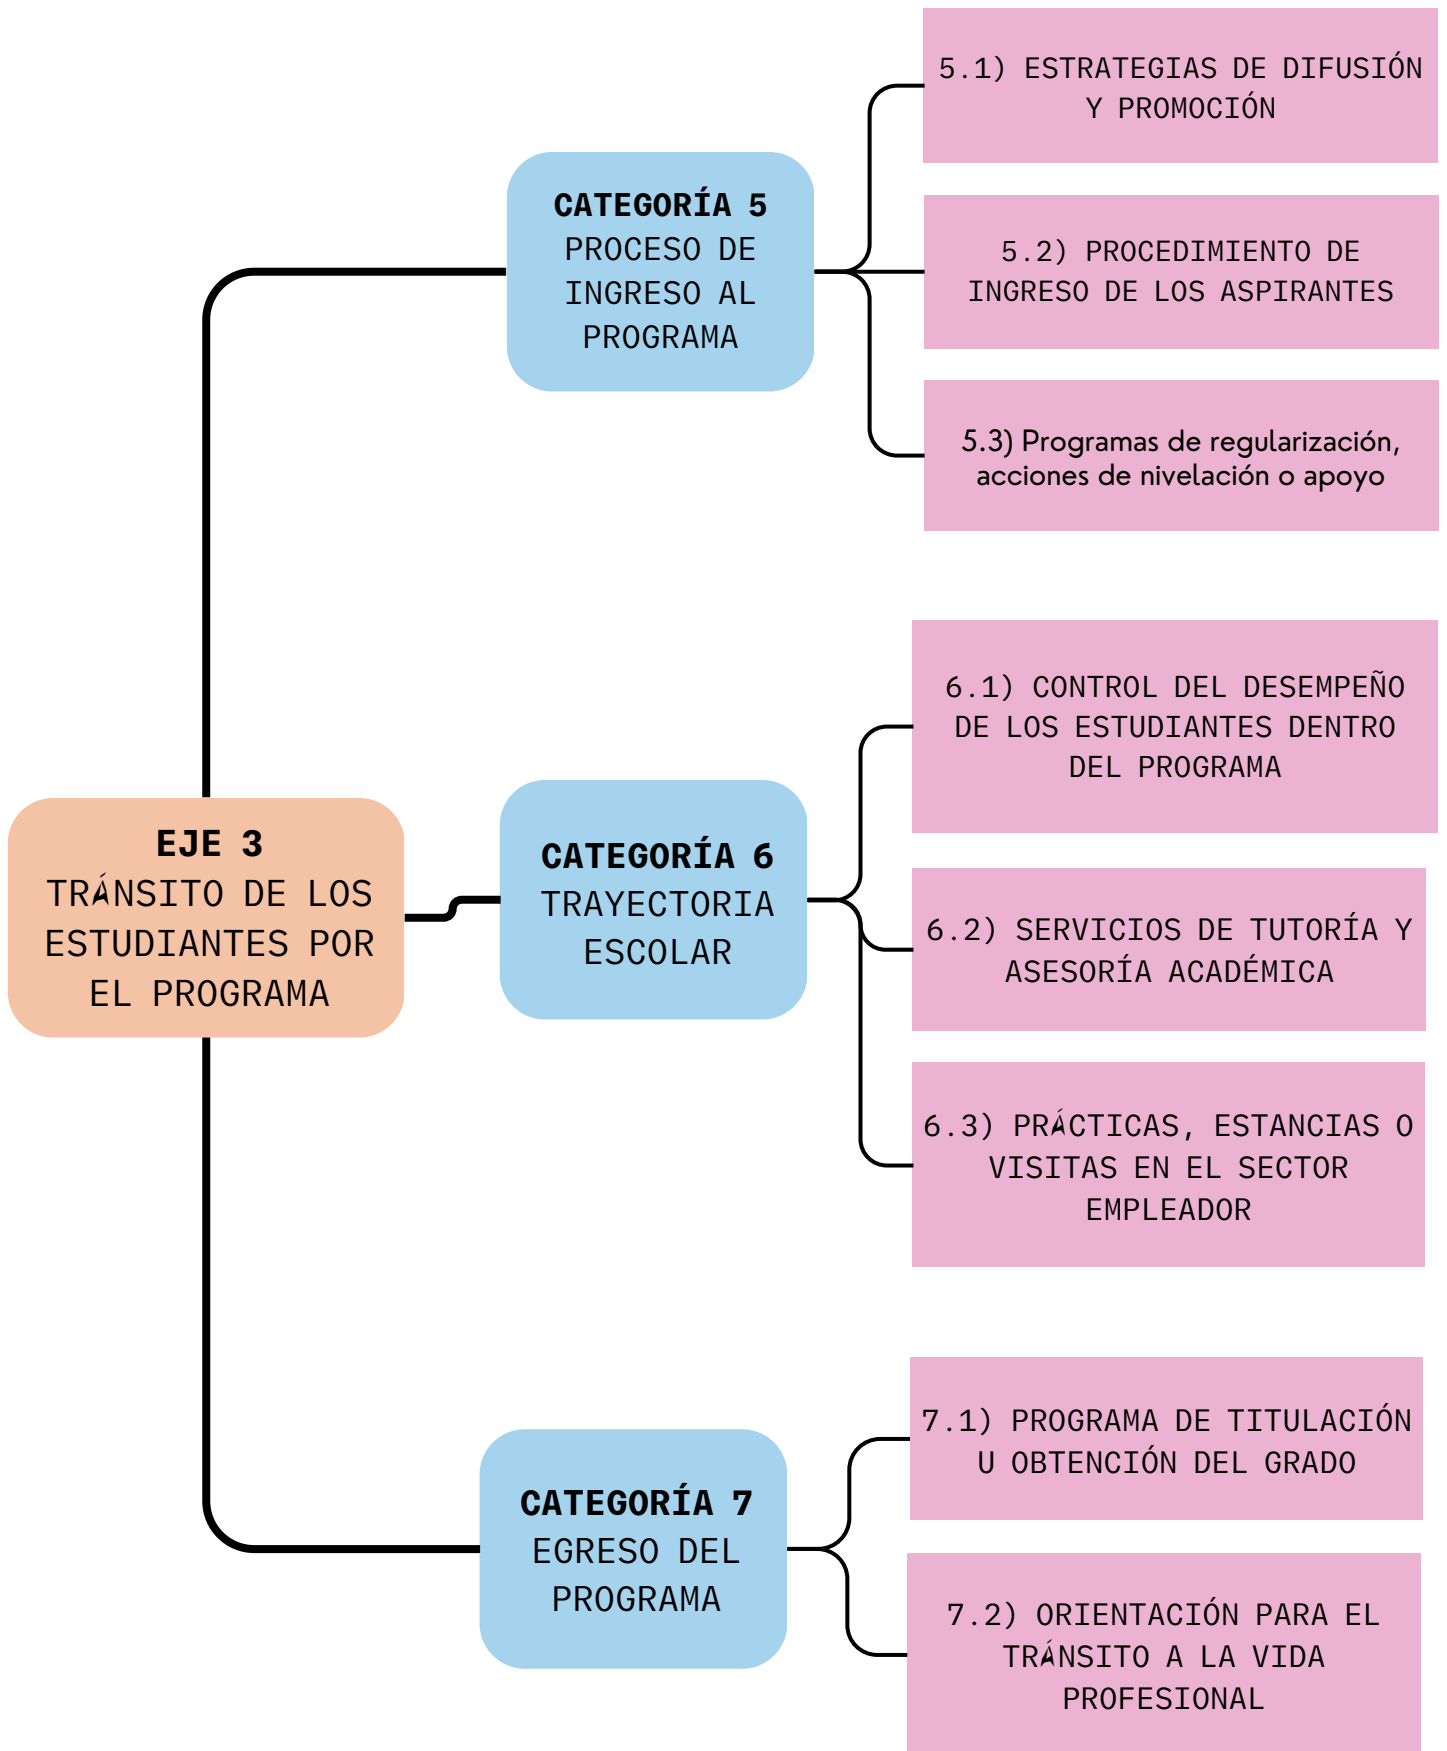 EJE 3
TRÁNSITO DE LOS
ESTUDIANTES POR
EL PROGRAMA
CATEGORÍA 5
PROCESO DE
INGRESO AL
PROGRAMA
5.1) ESTRATEGIAS DE DIFUSIÓN
Y PROMOCIÓN
5.2) PROCEDIMIENTO DE
INGRESO DE LOS ASPIRANTES
5.3) Programas de regularización,
acciones de nivelación o apoyo
CATEGORÍA 6
TRAYECTORIA
ESCOLAR
6.1) CONTROL DEL DESEMPEÑO
DE LOS ESTUDIANTES DENTRO
DEL PROGRAMA
6.2) SERVICIOS DE TUTORÍA Y
ASESORÍA ACADÉMICA
6.3) PRÁCTICAS, ESTANCIAS O
VISITAS EN EL SECTOR
EMPLEADOR
CATEGORÍA 7
EGRESO DEL
PROGRAMA
7.1) PROGRAMA DE TITULACIÓN
U OBTENCIÓN DEL GRADO
7.2) ORIENTACIÓN PARA EL
TRÁNSITO A LA VIDA
PROFESIONAL